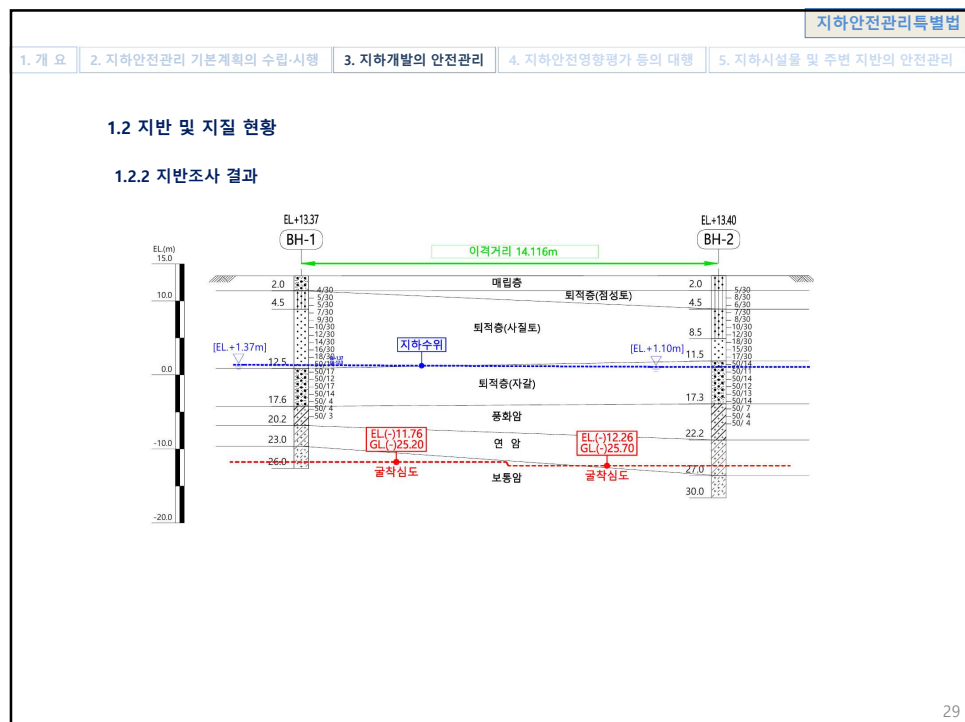 지하안전관리특별법
1. 개 요
2. 지하안전관리 기본계획의 수립·시행
3. 지하개발의 안전관리
4. 지하안전영향평가 등의 대행
5. 지하시설물 및 주변 지반의 안전관리
1.2 지반 및 지질 현황
1.2.2 지반조사 결과
EL.+13.37
BH-1
EL.+13.40
BH-2
이격거리 14.116m
EL.(m)
15.0
10.0
0.0
-10.0
-20.0
매립층
퇴적층(점성토)
퇴적층(사질토)
지하수위
[EL.+1.37m]
[EL.+1.10m]
퇴적층(자갈)
풍화암
연 암
보통암
2.0
4.5
12.5
17.6
20.2
23.0
26.0
4/30
5/30
5/30
7/30
9/30
10/30
12/30
14/30
16/30
18/30
50/17
50/12
50/17
50/14
50/ 4
50/ 4
50/ 3
EL.(-)11.76
GL.(-)25.20
굴착심도
EL.(-)12.26
GL.(-)25.70
굴착심도
2.0
4.5
8.5
11.5
17.3
22.2
27.0
30.0
5/30
8/30
6/30
7/30
8/30
10/30
12/30
18/30
15/30
17/30
50/14
50/11
50/14
50/12
50/13
50/14
50/ 7
50/ 4
50/ 4
29